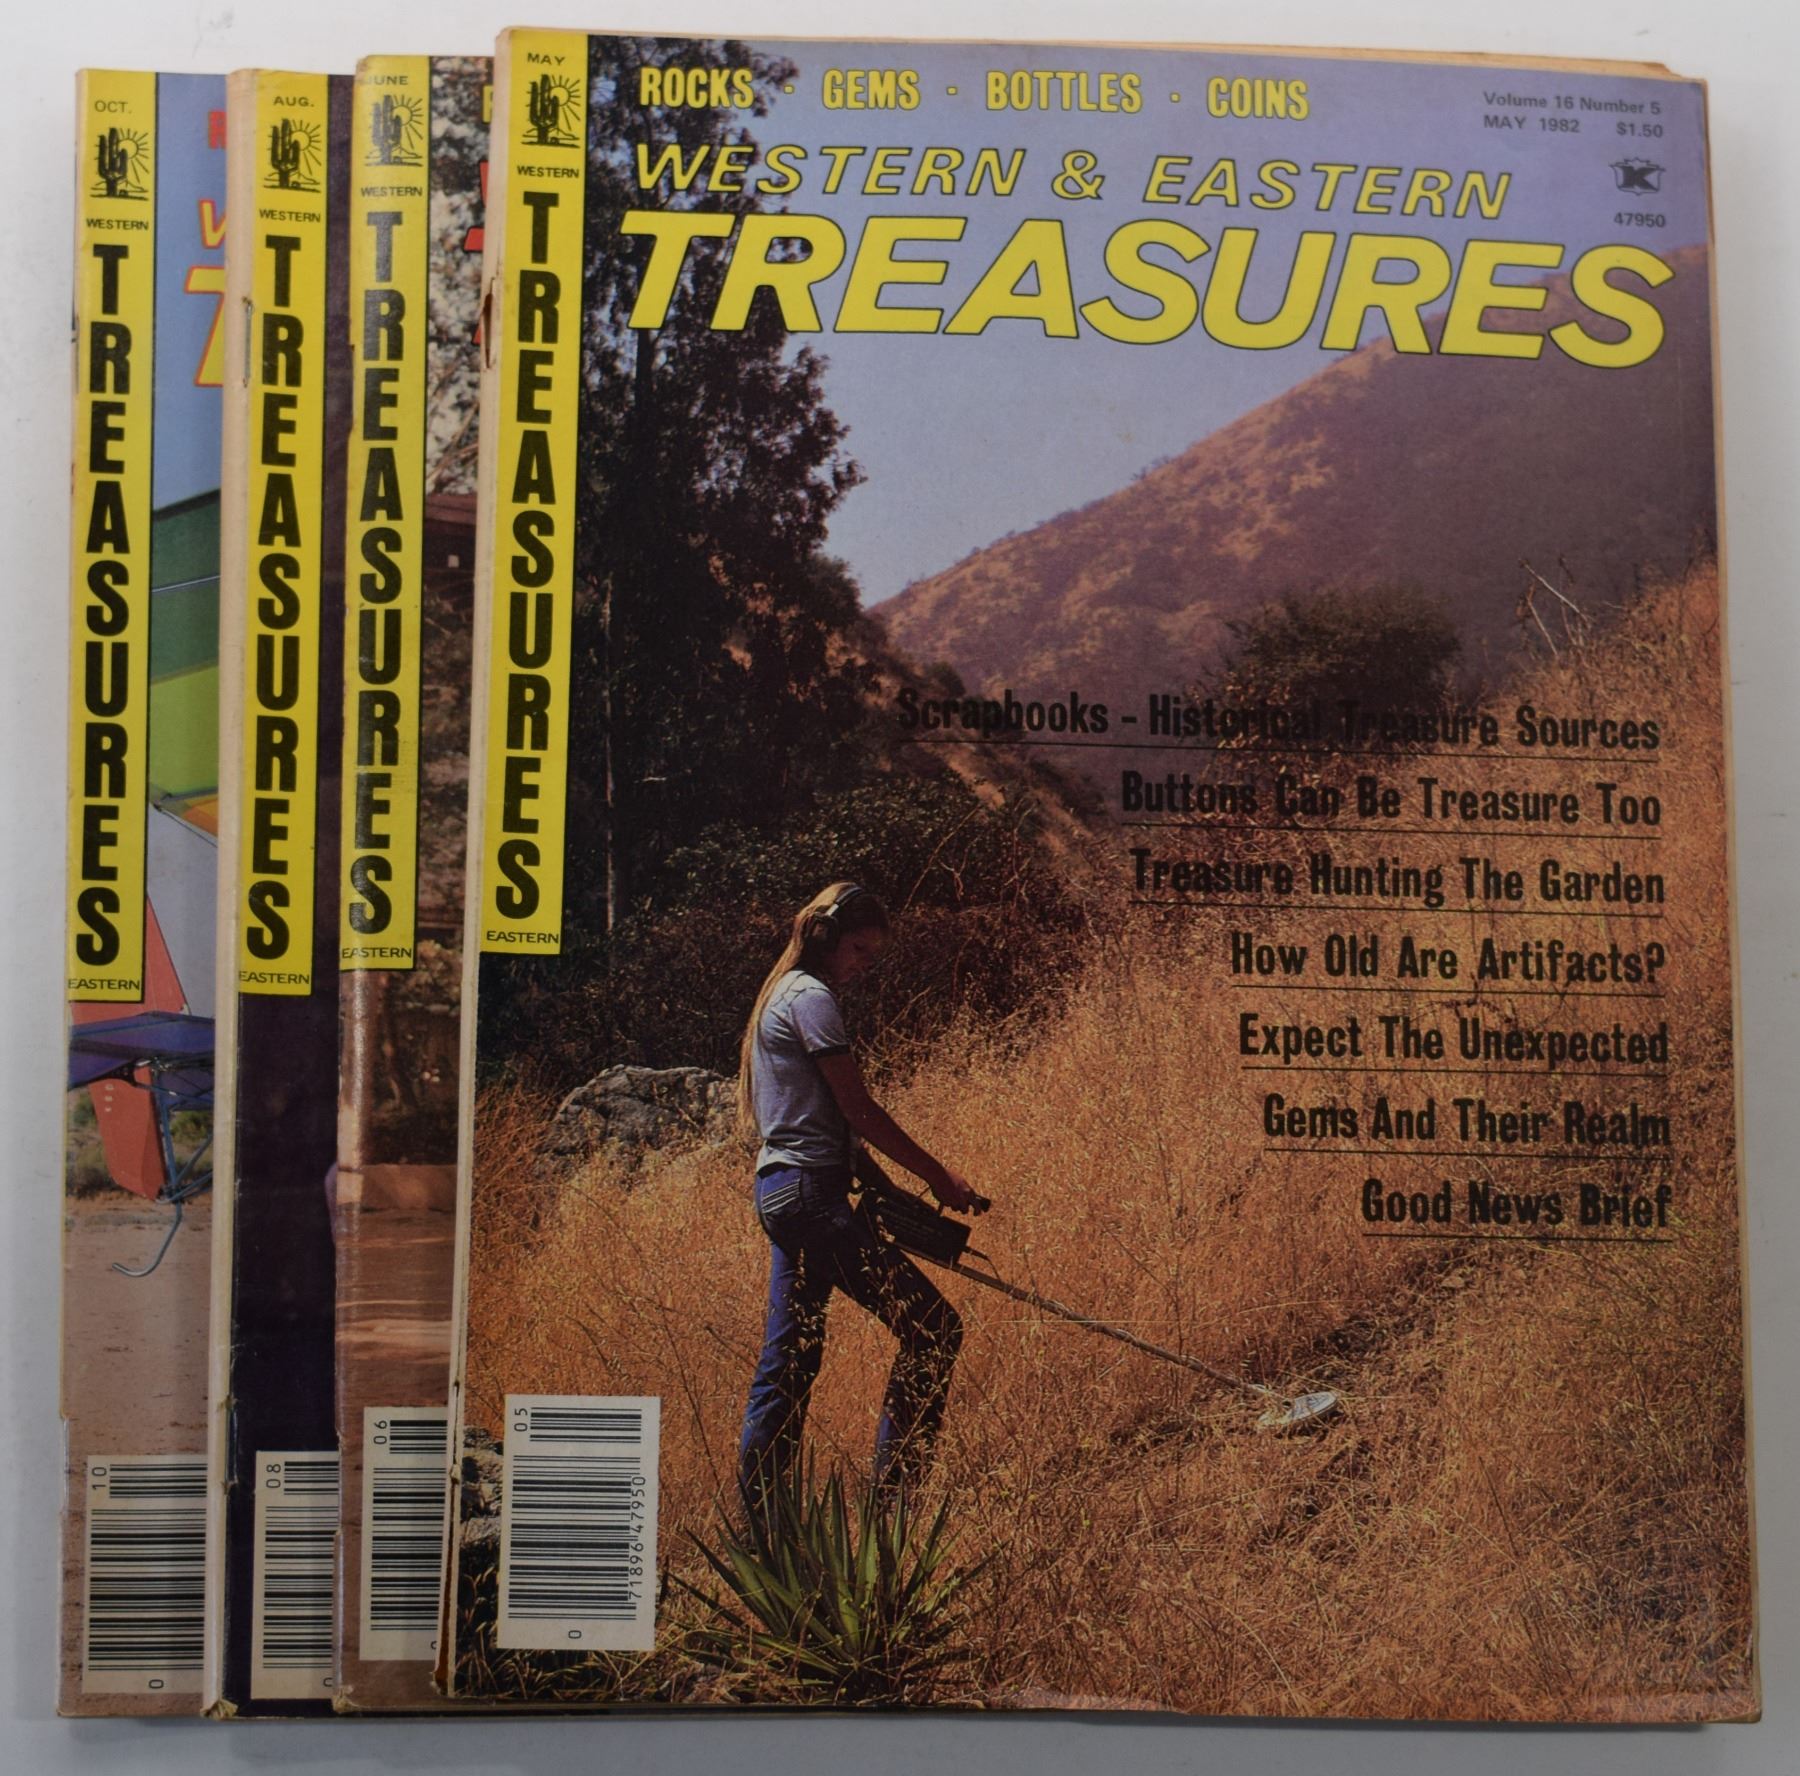 OCT.
WESTERN
TREASURES
EASTERN
10
0
AUG.
WESTERN
TREASURES
EASTERN
08
JUNE
WESTERN
TREASURES
EASTERN
06
MAY
WESTERN
TREASURES
EASTERN
05
71896 47950
0
ROCKS · GEMS · BOTTLES · COINS
Volume 16 Number 5
MAY 1982 $1.50
K
47950
WESTERN & EASTERN
TREASURES
Scrapbooks - Historical Treasure Sources
Buttons Can Be Treasure Too
Treasure Hunting The Garden
How Old Are Artifacts?
Expect The Unexpected
Gems And Their Realm
Good News Brief